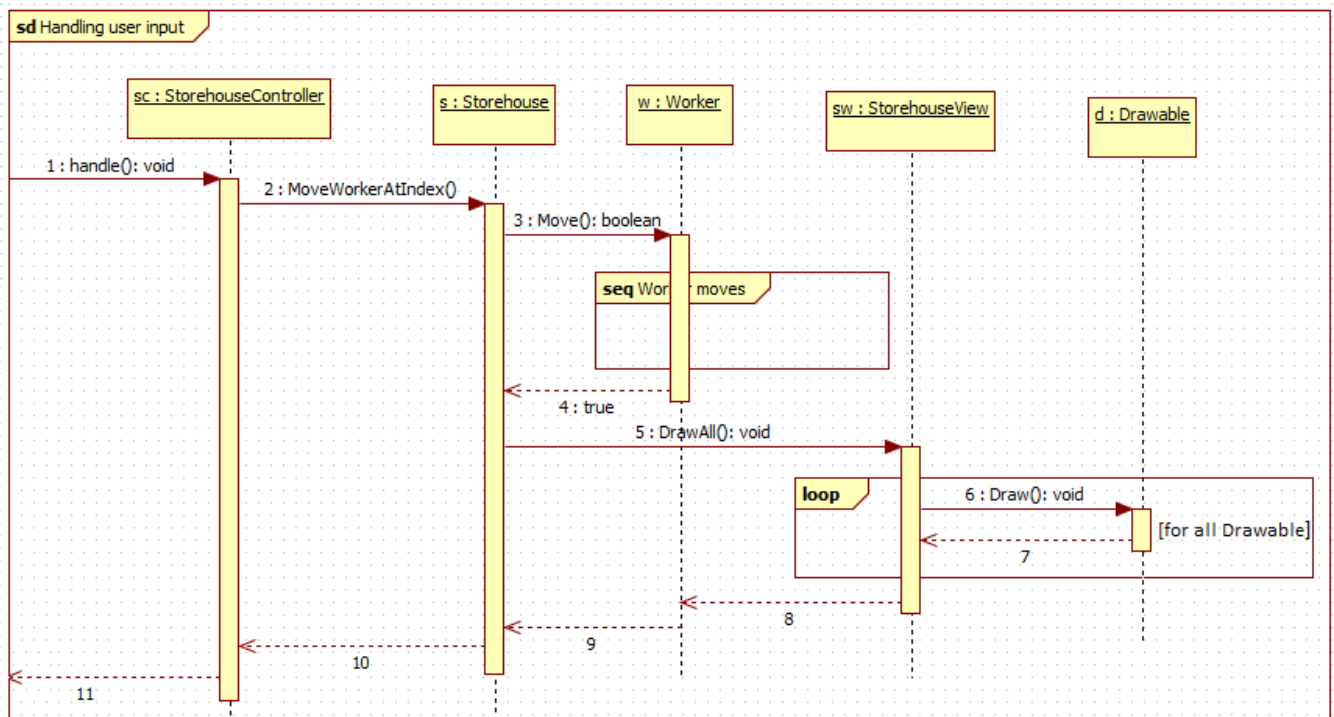 sd Handling user input
sc : StorehouseController
s : Storehouse
w : Worker
sw : StorehouseView
d : Drawable
1 : handle(): void
2 : MoveWorkerAtIndex()
3 : Move(): boolean
seq Wor r moves
4 : true
5 : DrawAll(): void
loop
6 : Draw(): void
[for all Drawable]
7
8
9
10
11